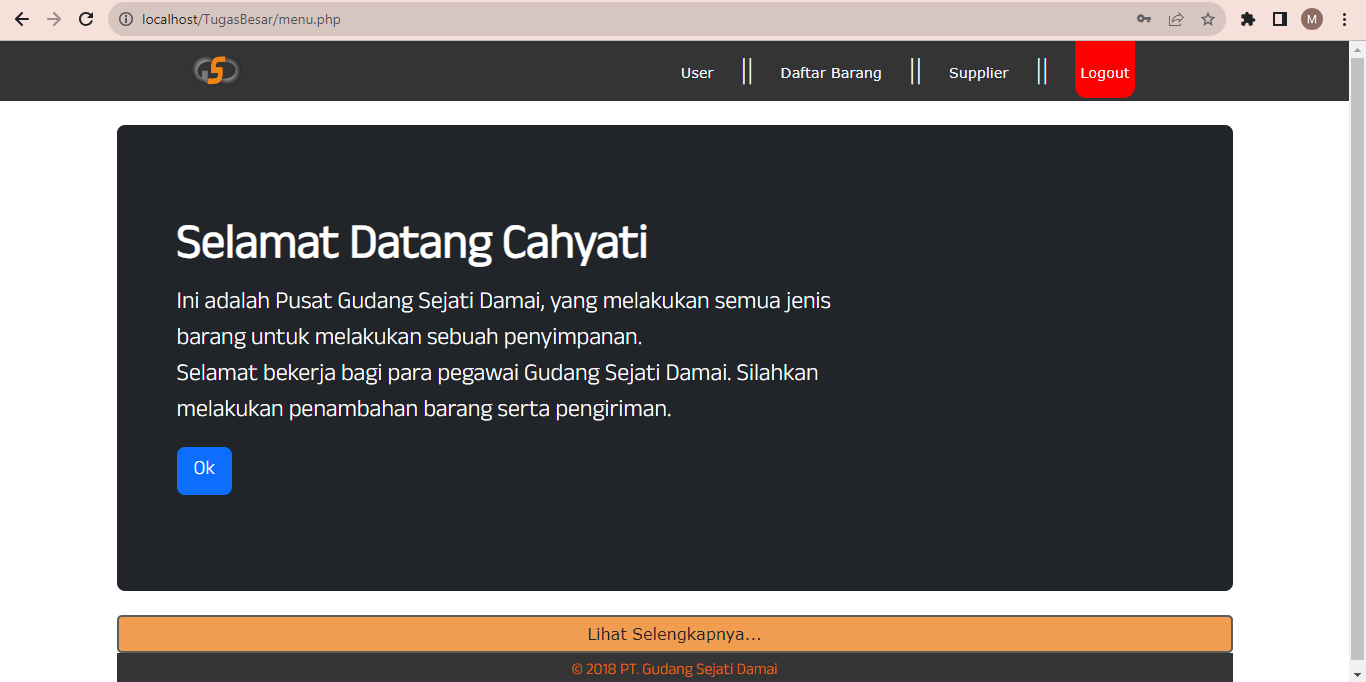 localhost/TugasBesar/menu.php
M
GSD
User || Daftar Barang || Supplier || Logout
Selamat Datang Cahyati
Ini adalah Pusat Gudang Sejati Damai, yang melakukan semua jenis
barang untuk melakukan sebuah penyimpanan.
Selamat bekerja bagi para pegawai Gudang Sejati Damai. Silahkan
melakukan penambahan barang serta pengiriman.
Ok
Lihat Selengkapnya...
© 2018 PT. Gudang Sejati Damai